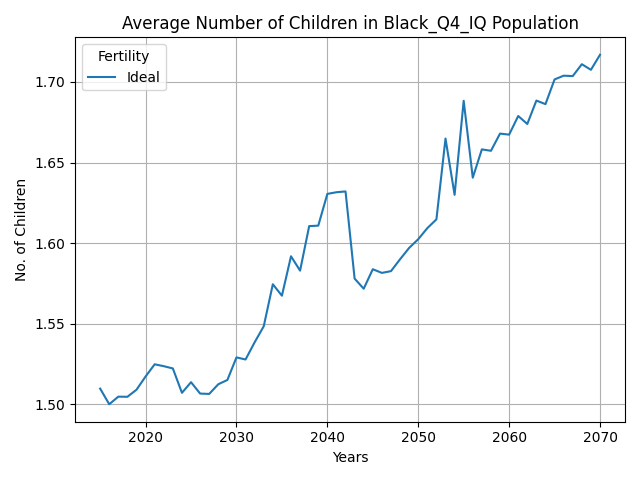 Average Number of Children in Black_Q4_IQ Population
Fertility
Ideal
No. of Children
1.70
1.65
1.60
1.55
1.50
2020 2030 2040 2050 2060 2070
Years